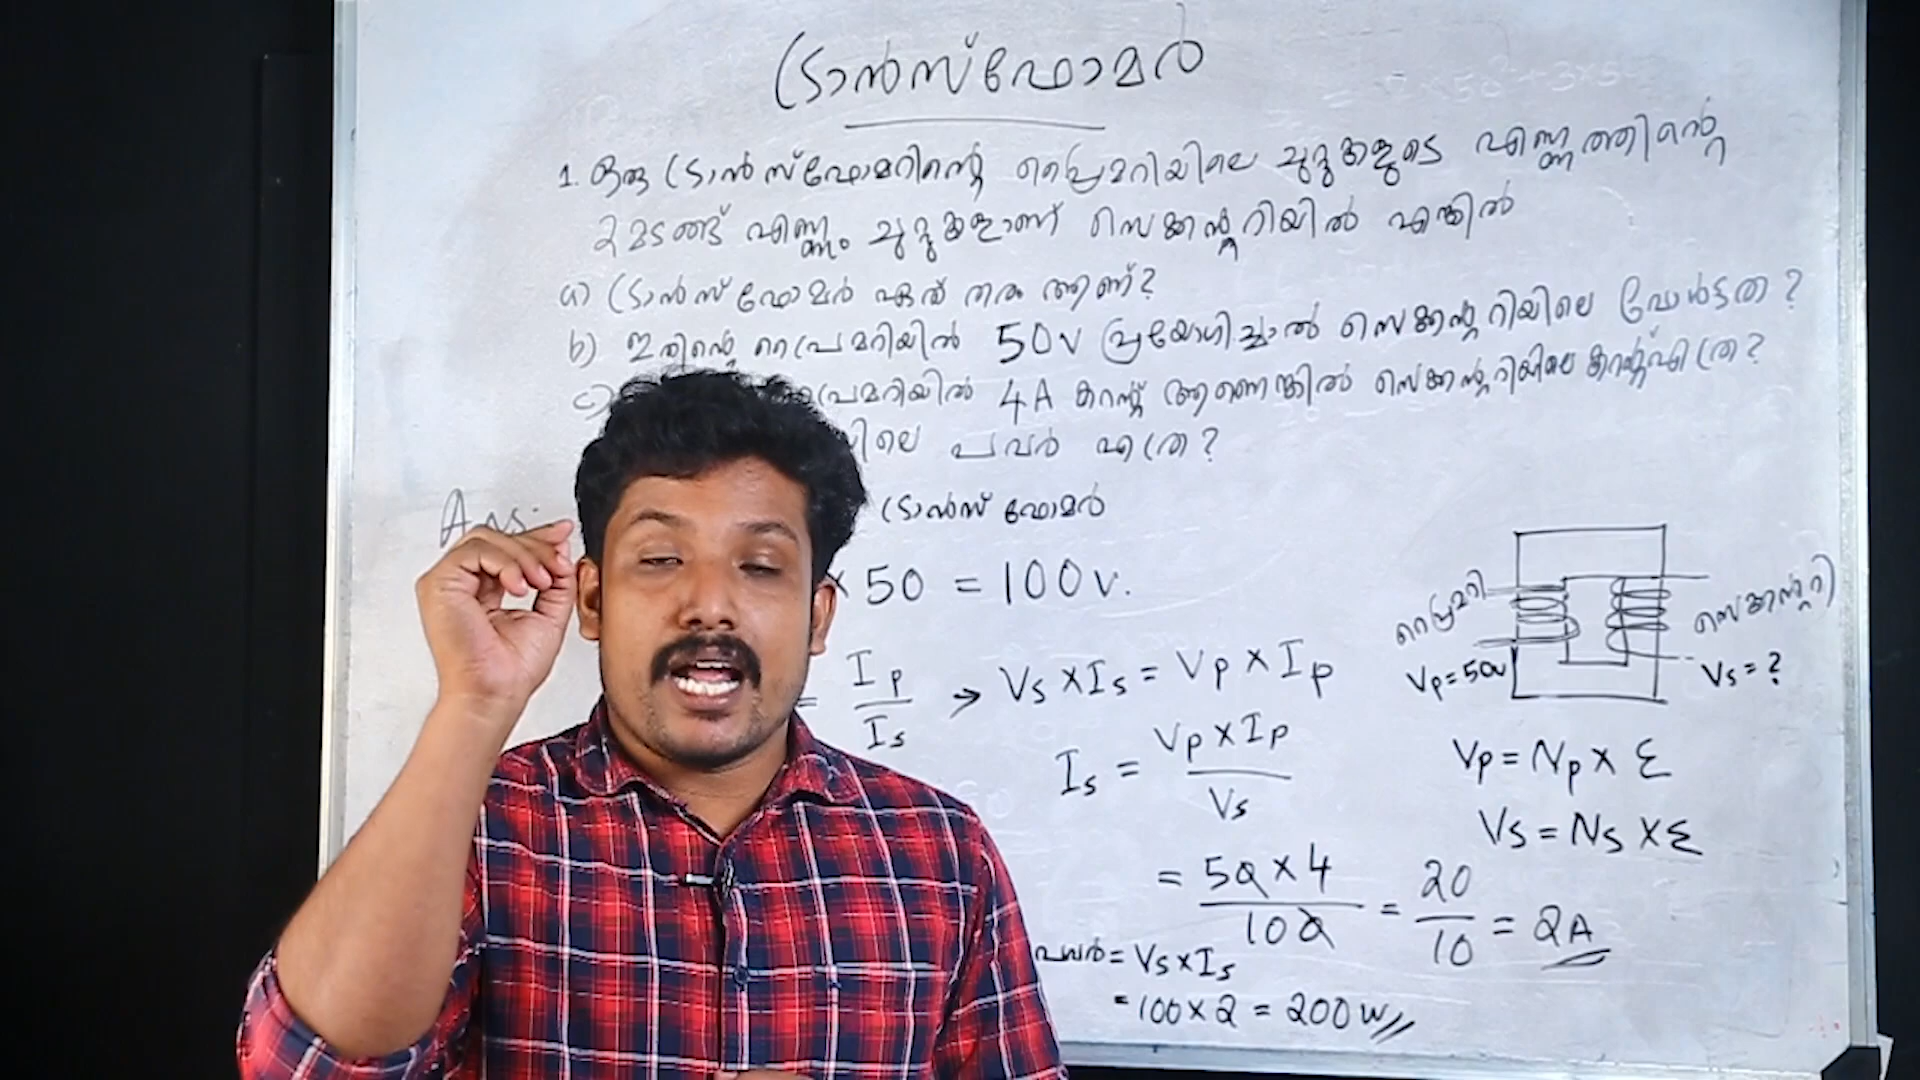 ട്രാൻസ്ഫോമർ
1. ഒരു ട്രാൻസ്ഫോമറിന്റെ പ്രൈമറിയിലെ ചുറ്റുകളുടെ എണ്ണത്തിന്റെ
2 മടങ്ങ് എണ്ണം ചുറ്റുകളാണ് സെക്കന്ററിയിൽ എങ്കിൽ
a) ട്രാൻസ്ഫോമർ ഏത് തരം ആണ്?
b) ഇതിന്റെ പ്രൈമറിയിൽ 50V പ്രയോഗിച്ചാൽ സെക്കന്ററിയിലെ വോൾട്ടത ?
c) പ്രൈമറിയിൽ 4A കറന്റ് ആണെങ്കിൽ സെക്കന്ററിയിലെ കറന്റ് എത്ര?
യിലെ പവർ എത്ര?
Ans:
ട്രാൻസ്ഫോമർ
× 50 = 100V.
= Ip / Is → Vs × Is = Vp × Ip
Is = Vp × Ip / Vs
= 50 × 4 / 100 = 20 / 10 = 2A
പവർ = Vs × Is
= 100 × 2 = 200W //
പ്രൈമറി
സെക്കന്ററി
Vp = 50V
Vs = ?
Vp = Np × ε
Vs = Ns × ε